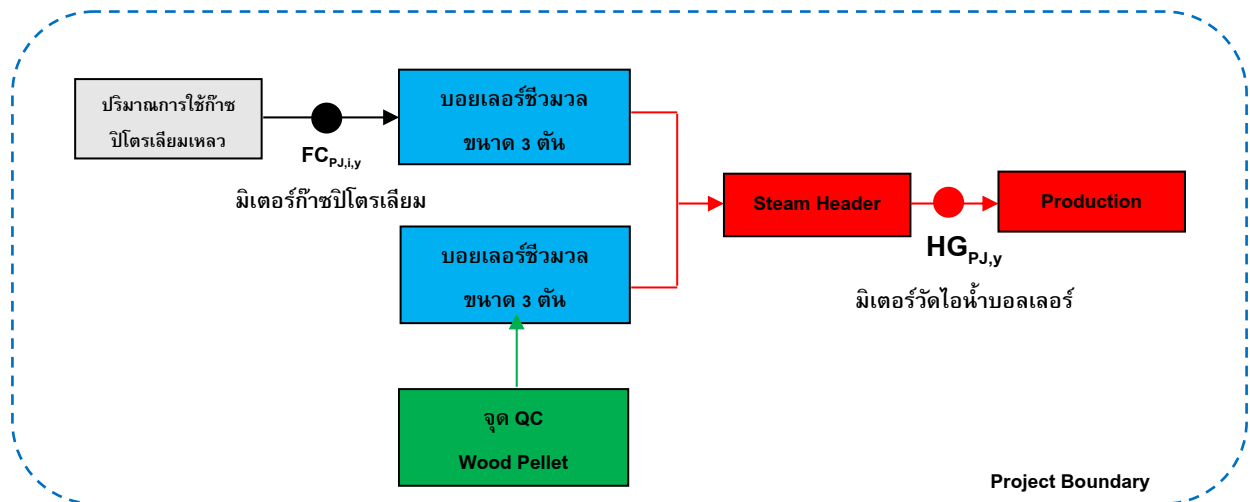 ปริมาณการใช้ก๊าซ
ปิโตรเลียมเหลว
FCPJ,i,y
มิเตอร์ก๊าซปิโตรเลียม
บอยเลอร์ชีวมวล
ขนาด 3 ตัน
บอยเลอร์ชีวมวล
ขนาด 3 ตัน
จุด QC
Wood Pellet
Steam Header
HGPJ,y
มิเตอร์วัดไอน้ำบอลเลอร์
Production
Project Boundary